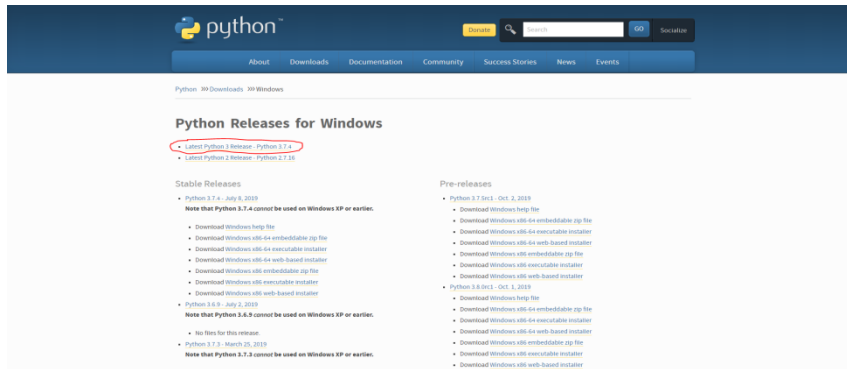 python™
Donate
Search
GO
Socialize
About Downloads Documentation Community Success Stories News Events
Python >>> Downloads >>> Windows
Python Releases for Windows
Latest Python 3 Release - Python 3.7.4
Latest Python 2 Release - Python 2.7.16
Stable Releases
Python 3.7.4 - July 8, 2019
Note that Python 3.7.4 cannot be used on Windows XP or earlier.
Download Windows help file
Download Windows x86-64 embeddable zip file
Download Windows x86-64 executable installer
Download Windows x86-64 web-based installer
Download Windows x86 embeddable zip file
Download Windows x86 executable installer
Download Windows x86 web-based installer
Python 3.6.9 - July 2, 2019
Note that Python 3.6.9 cannot be used on Windows XP or earlier.
No files for this release.
Python 3.7.3 - March 25, 2019
Note that Python 3.7.3 cannot be used on Windows XP or earlier.
Pre-releases
Python 3.7.5rc1 - Oct. 2, 2019
Download Windows help file
Download Windows x86-64 embeddable zip file
Download Windows x86-64 executable installer
Download Windows x86-64 web-based installer
Download Windows x86 embeddable zip file
Download Windows x86 executable installer
Download Windows x86 web-based installer
Python 3.8.0rc1 - Oct. 1, 2019
Download Windows help file
Download Windows x86-64 embeddable zip file
Download Windows x86-64 executable installer
Download Windows x86-64 web-based installer
Download Windows x86 embeddable zip file
Download Windows x86 executable installer
Download Windows x86 web-based installer